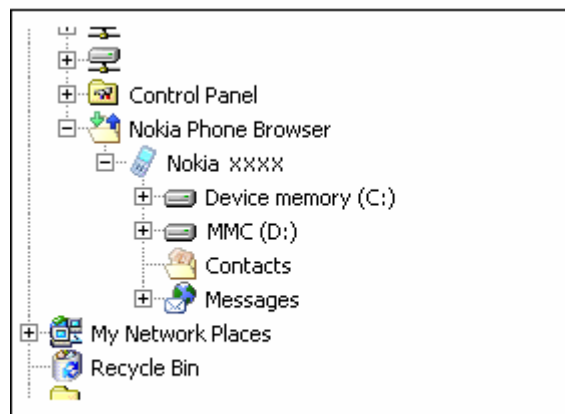 Control Panel
Nokia Phone Browser
Nokia xxxx
Device memory (C:)
MMC (D:)
Contacts
Messages
My Network Places
Recycle Bin